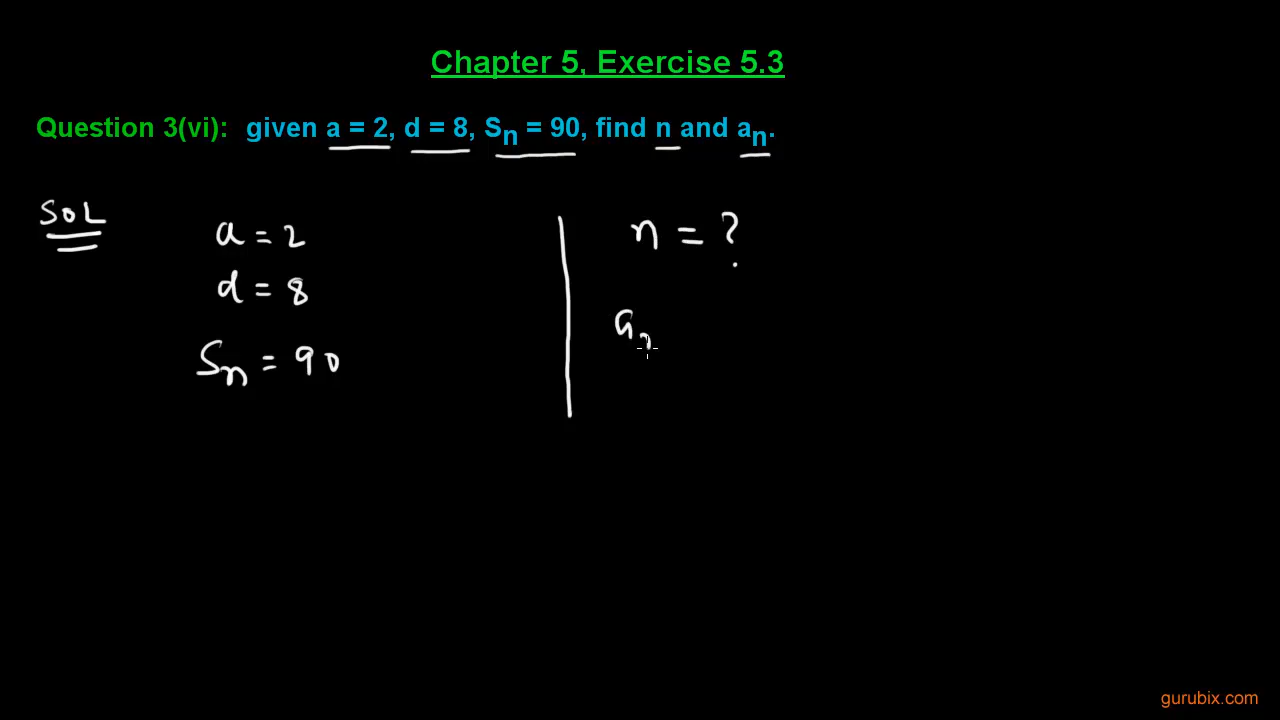 Chapter 5, Exercise 5.3
Question 3(vi): given a = 2, d = 8, Sn = 90, find n and an.
SOL
a = 2
d = 8
Sn = 90
n = ?
an
gurubix.com